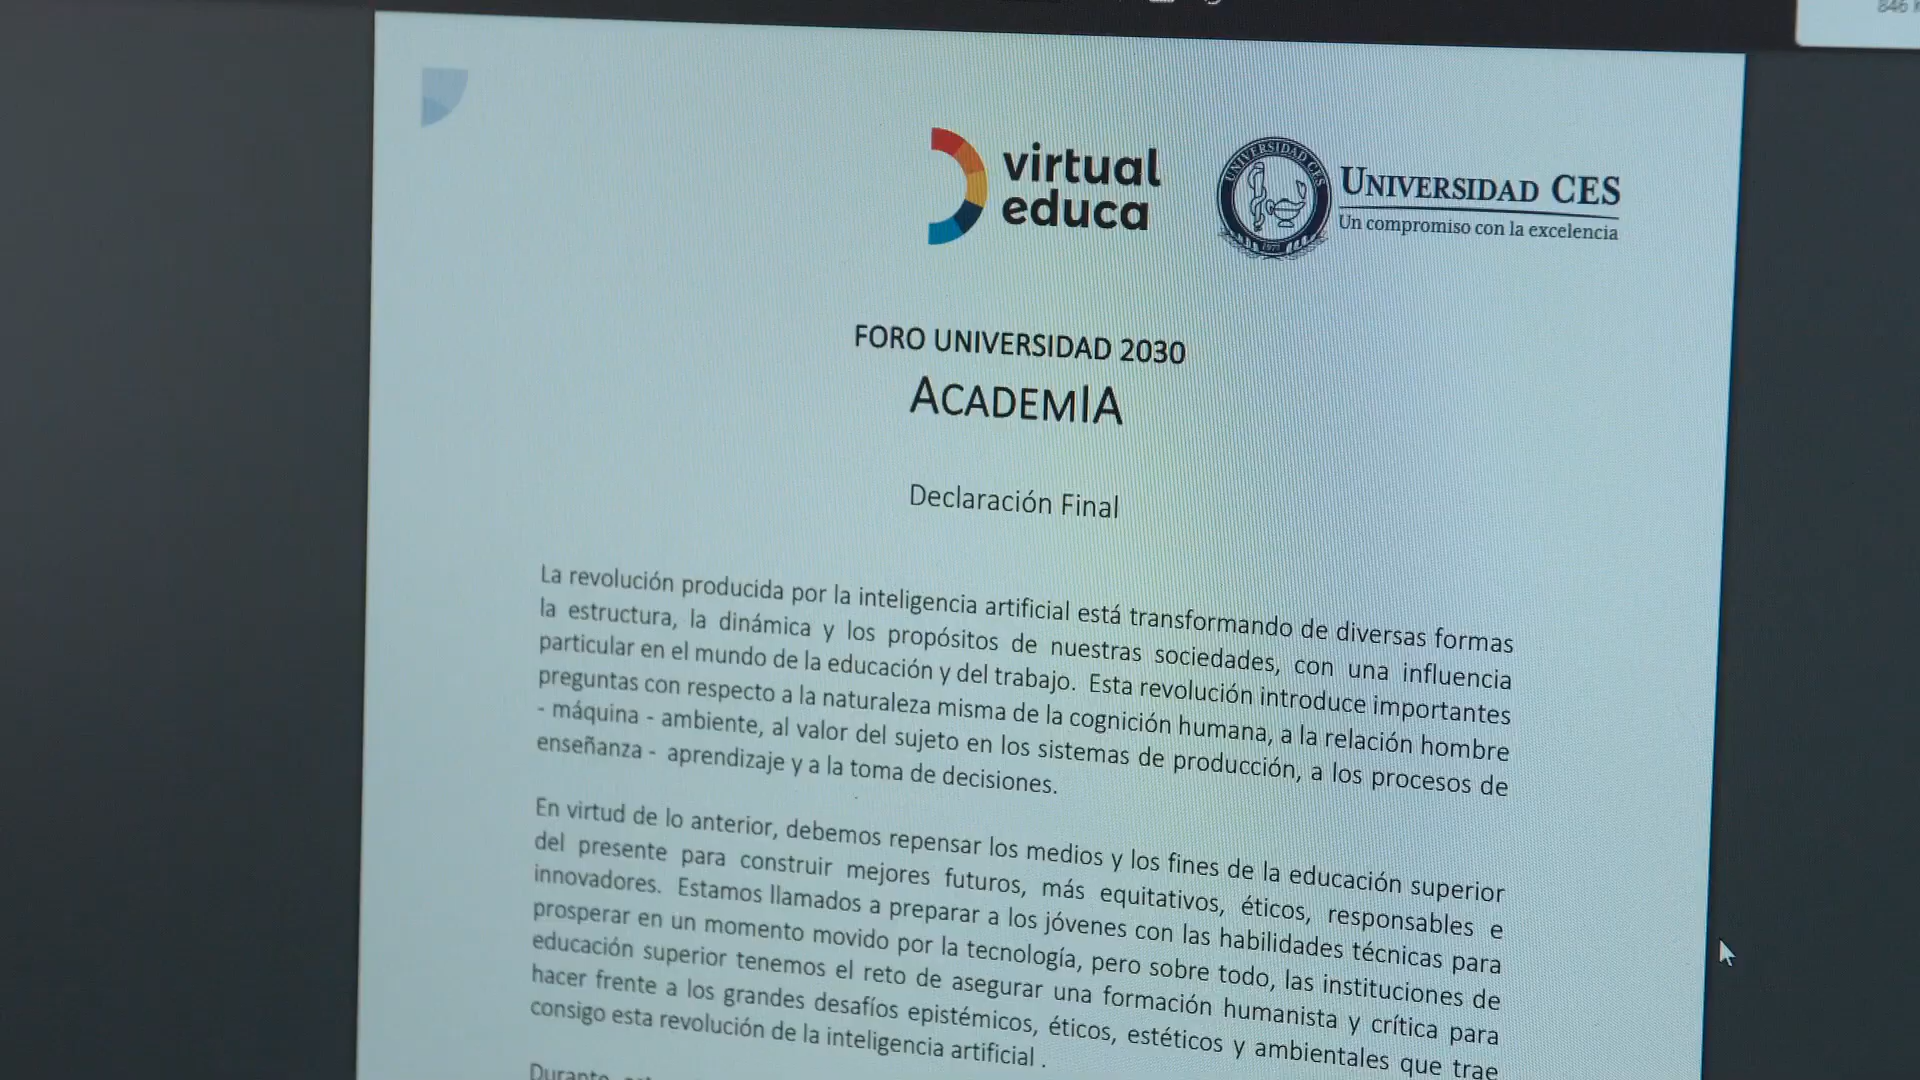 846
virtual
educa
UNIVERSIDAD CES
1977
UNIVERSIDAD CES
Un compromiso con la excelencia
FORO UNIVERSIDAD 2030
ACADEMIA
Declaración Final
La revolución producida por la inteligencia artificial está transformando de diversas formas
la estructura, la dinámica y los propósitos de nuestras sociedades, con una influencia
particular en el mundo de la educación y del trabajo. Esta revolución introduce importantes
preguntas con respecto a la naturaleza misma de la cognición humana, a la relación hombre
- máquina - ambiente, al valor del sujeto en los sistemas de producción, a los procesos de
enseñanza - aprendizaje y a la toma de decisiones.
En virtud de lo anterior, debemos repensar los medios y los fines de la educación superior
del presente para construir mejores futuros, más equitativos, éticos, responsables e
innovadores. Estamos llamados a preparar a los jóvenes con las habilidades técnicas para
prosperar en un momento movido por la tecnología, pero sobre todo, las instituciones de
educación superior tenemos el reto de asegurar una formación humanista y crítica para
hacer frente a los grandes desafíos epistémicos, éticos, estéticos y ambientales que trae
consigo esta revolución de la inteligencia artificial .
Durante